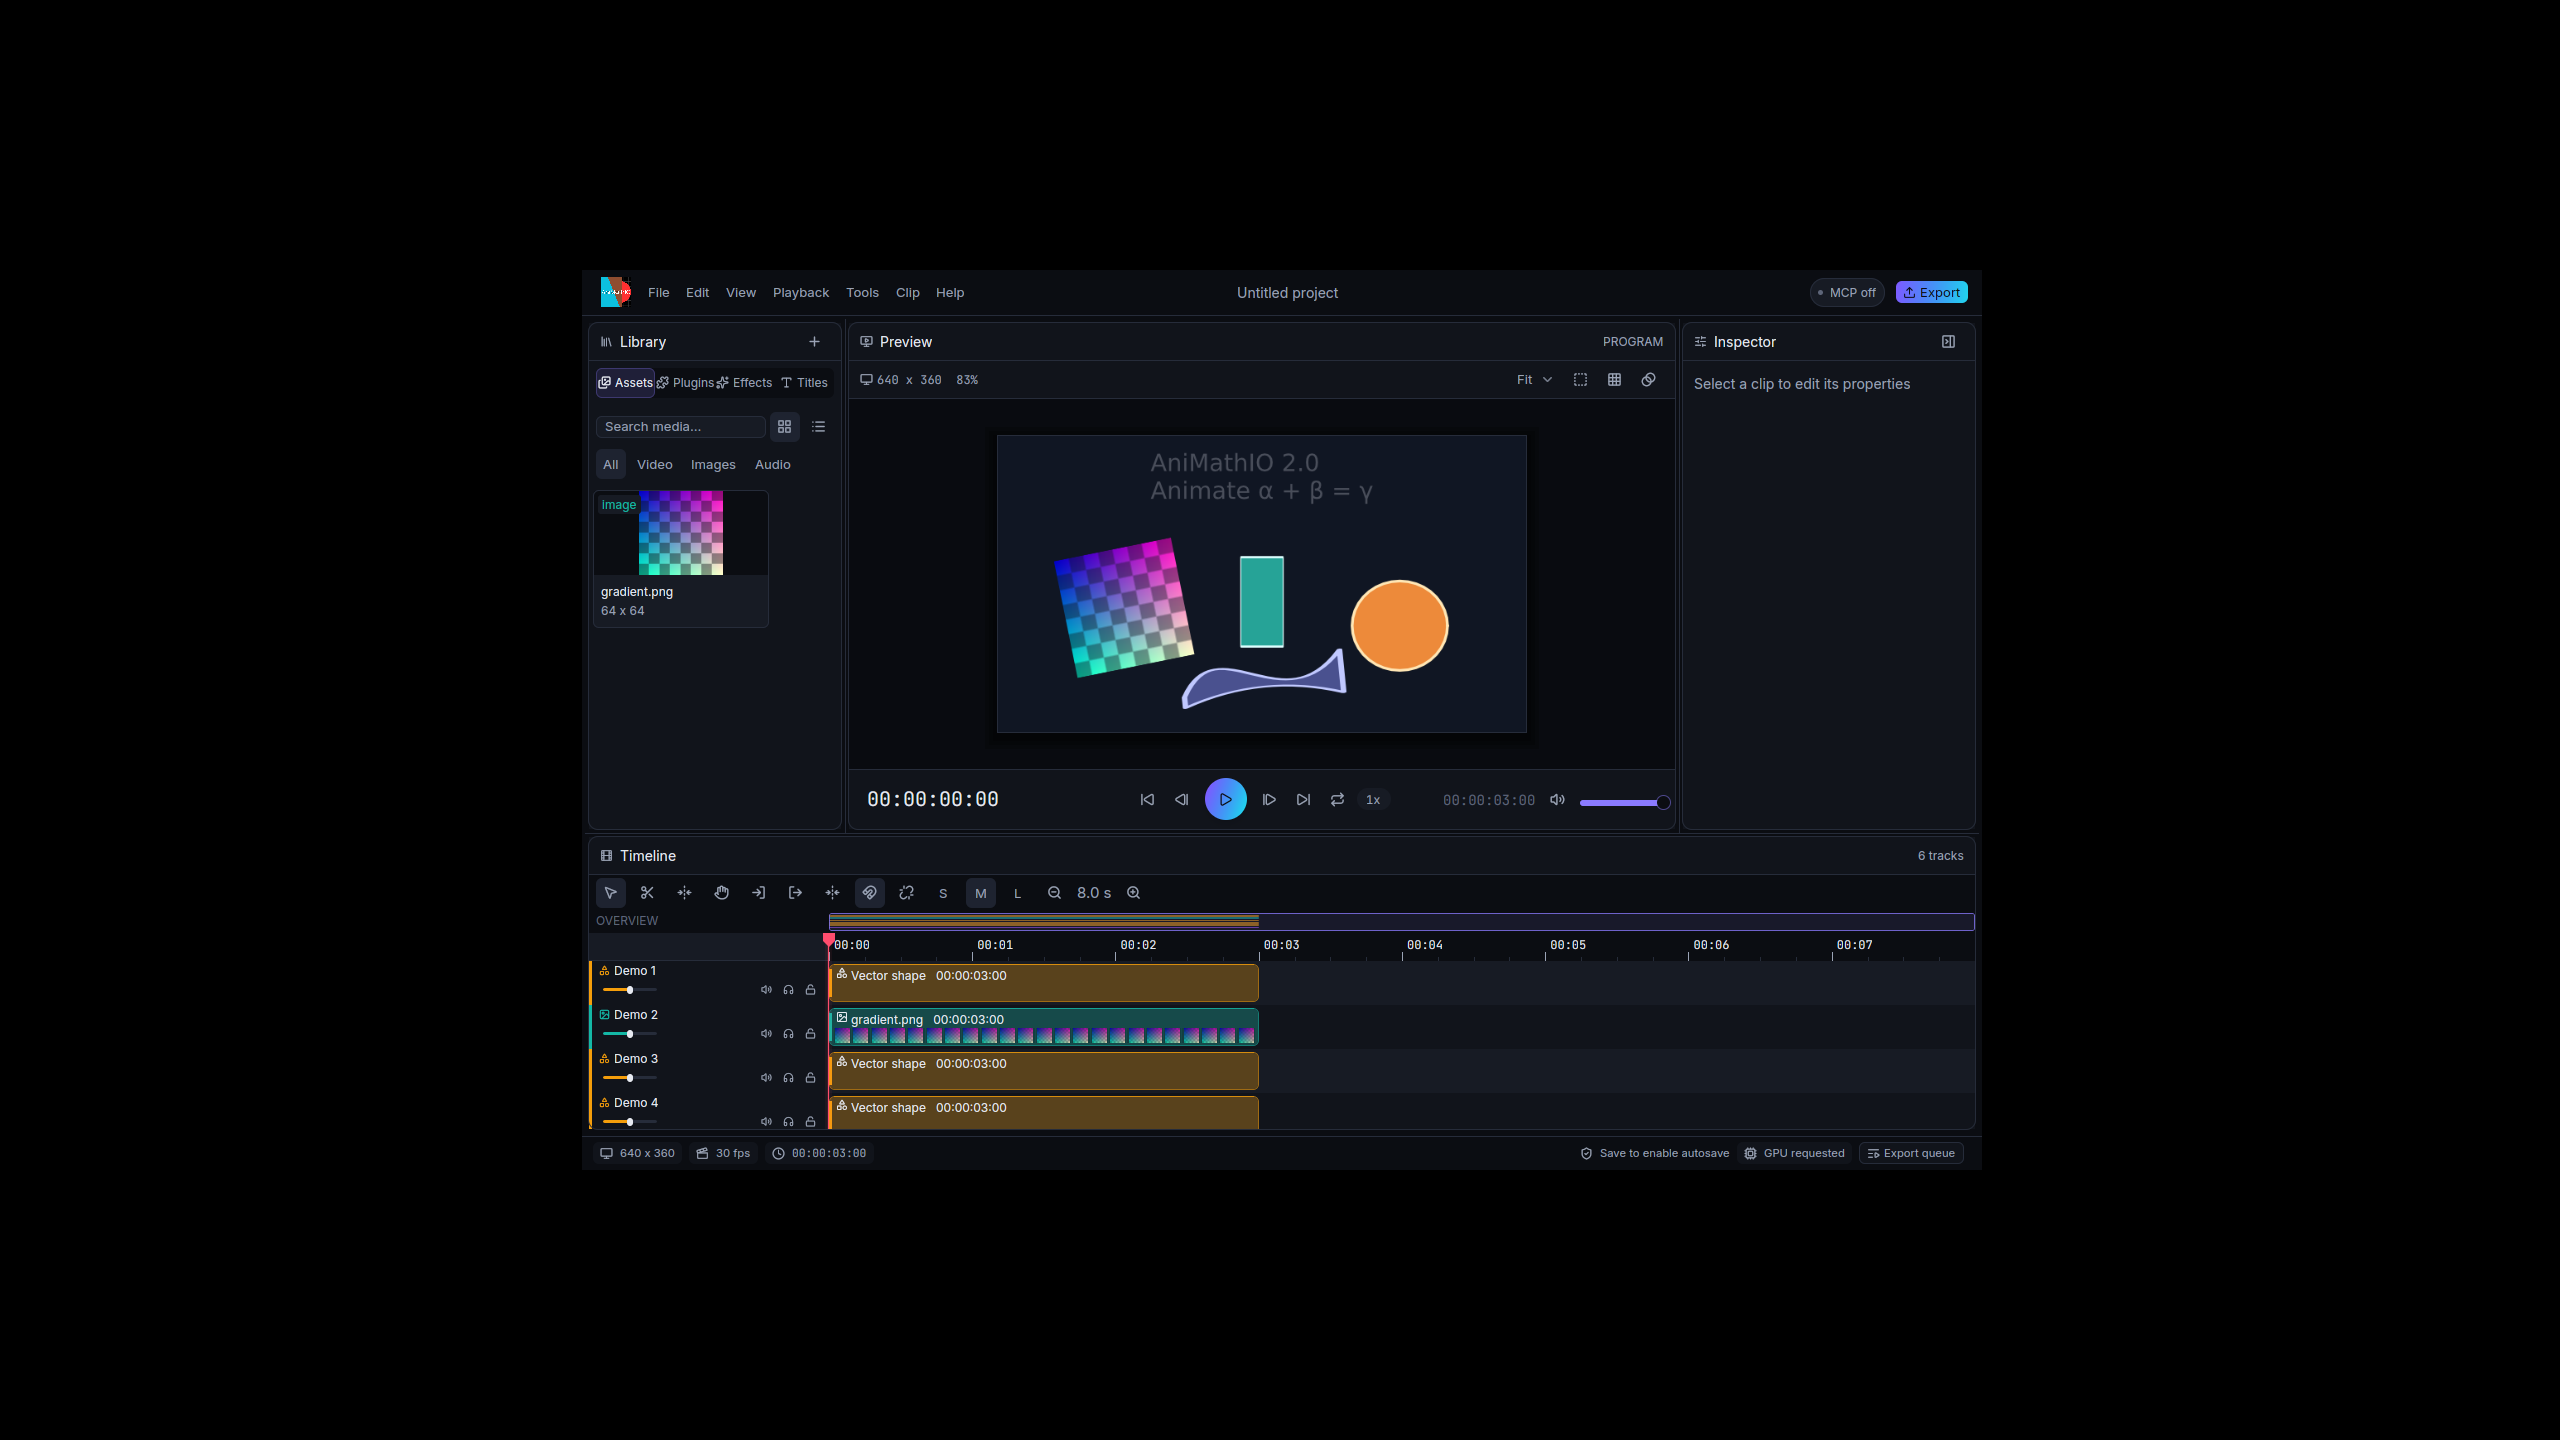 File Edit View Playback Tools Clip Help
Untitled project
MCP off
Export
Library
Preview
PROGRAM
Inspector
Assets Plugins Effects Titles
640 x 360 83%
Fit
Select a clip to edit its properties
Search media...
All Video Images Audio
Image
gradient.png
64 x 64
AniMathIO 2.0
Animate α + β = γ
00:00:00:00
1x
00:00:03:00
Timeline
6 tracks
S M L
8.0 s
OVERVIEW
00:00 00:01 00:02 00:03 00:04 00:05 00:06 00:07
Demo 1
Vector shape 00:00:03:00
Demo 2
gradient.png 00:00:03:00
Demo 3
Vector shape 00:00:03:00
Demo 4
Vector shape 00:00:03:00
640 x 360
30 fps
00:00:03:00
Save to enable autosave
GPU requested
Export queue